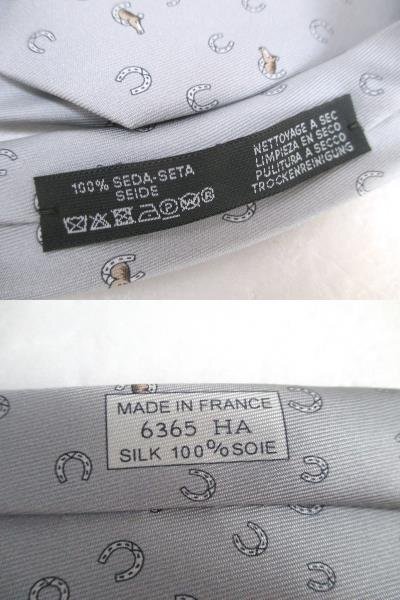 100% SEDA-SETA
SEIDE
NETTOYAGE A SEC
LIMPIEZA EN SECO
PULITURA A SECCO
TROCKENREINIGUNG
MADE IN FRANCE
6365 HA
SILK 100% SOIE